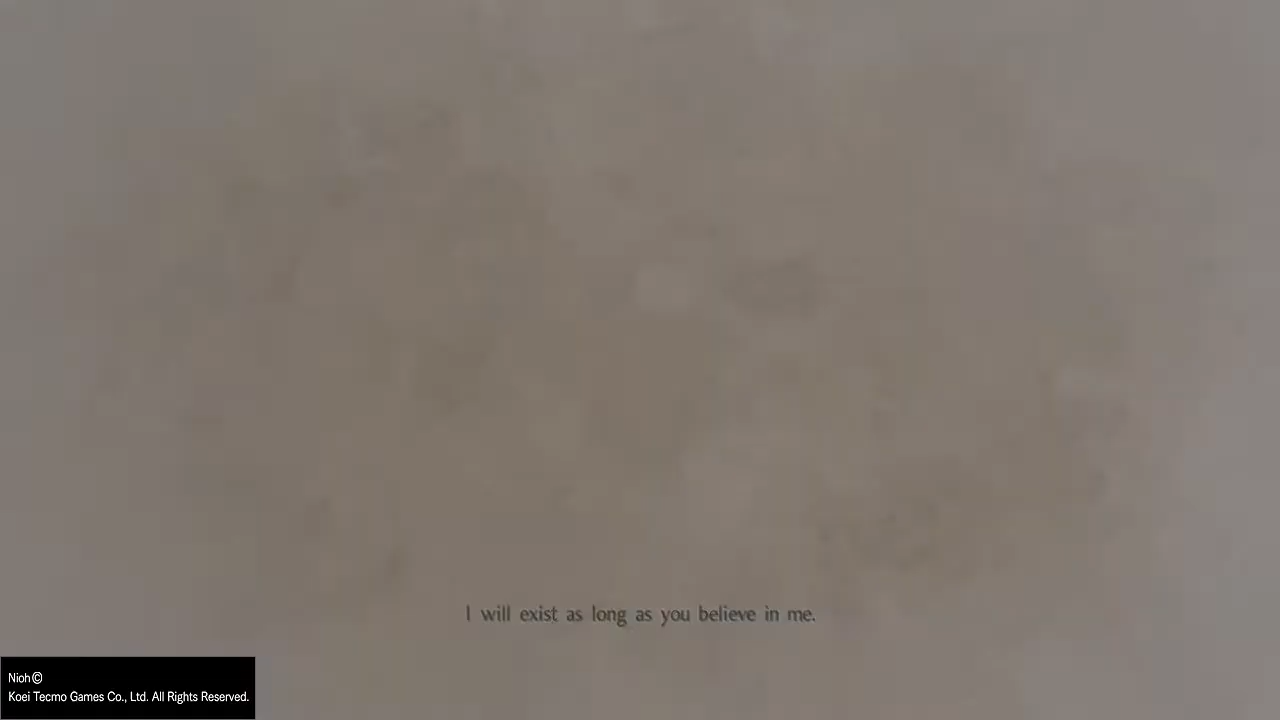 I will exist as long as you believe in me.
Nioh©
Koei Tecmo Games Co., Ltd. All Rights Reserved.